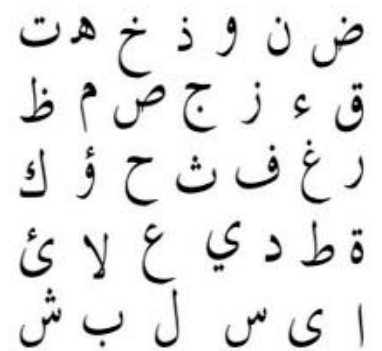 ض ن و ذ خ ه ت
ق ء ز ج ص م ظ
ر غ ف ث ح ؤ ك
ة ط د ي ع لا ئ
ا ى س ل ب ش